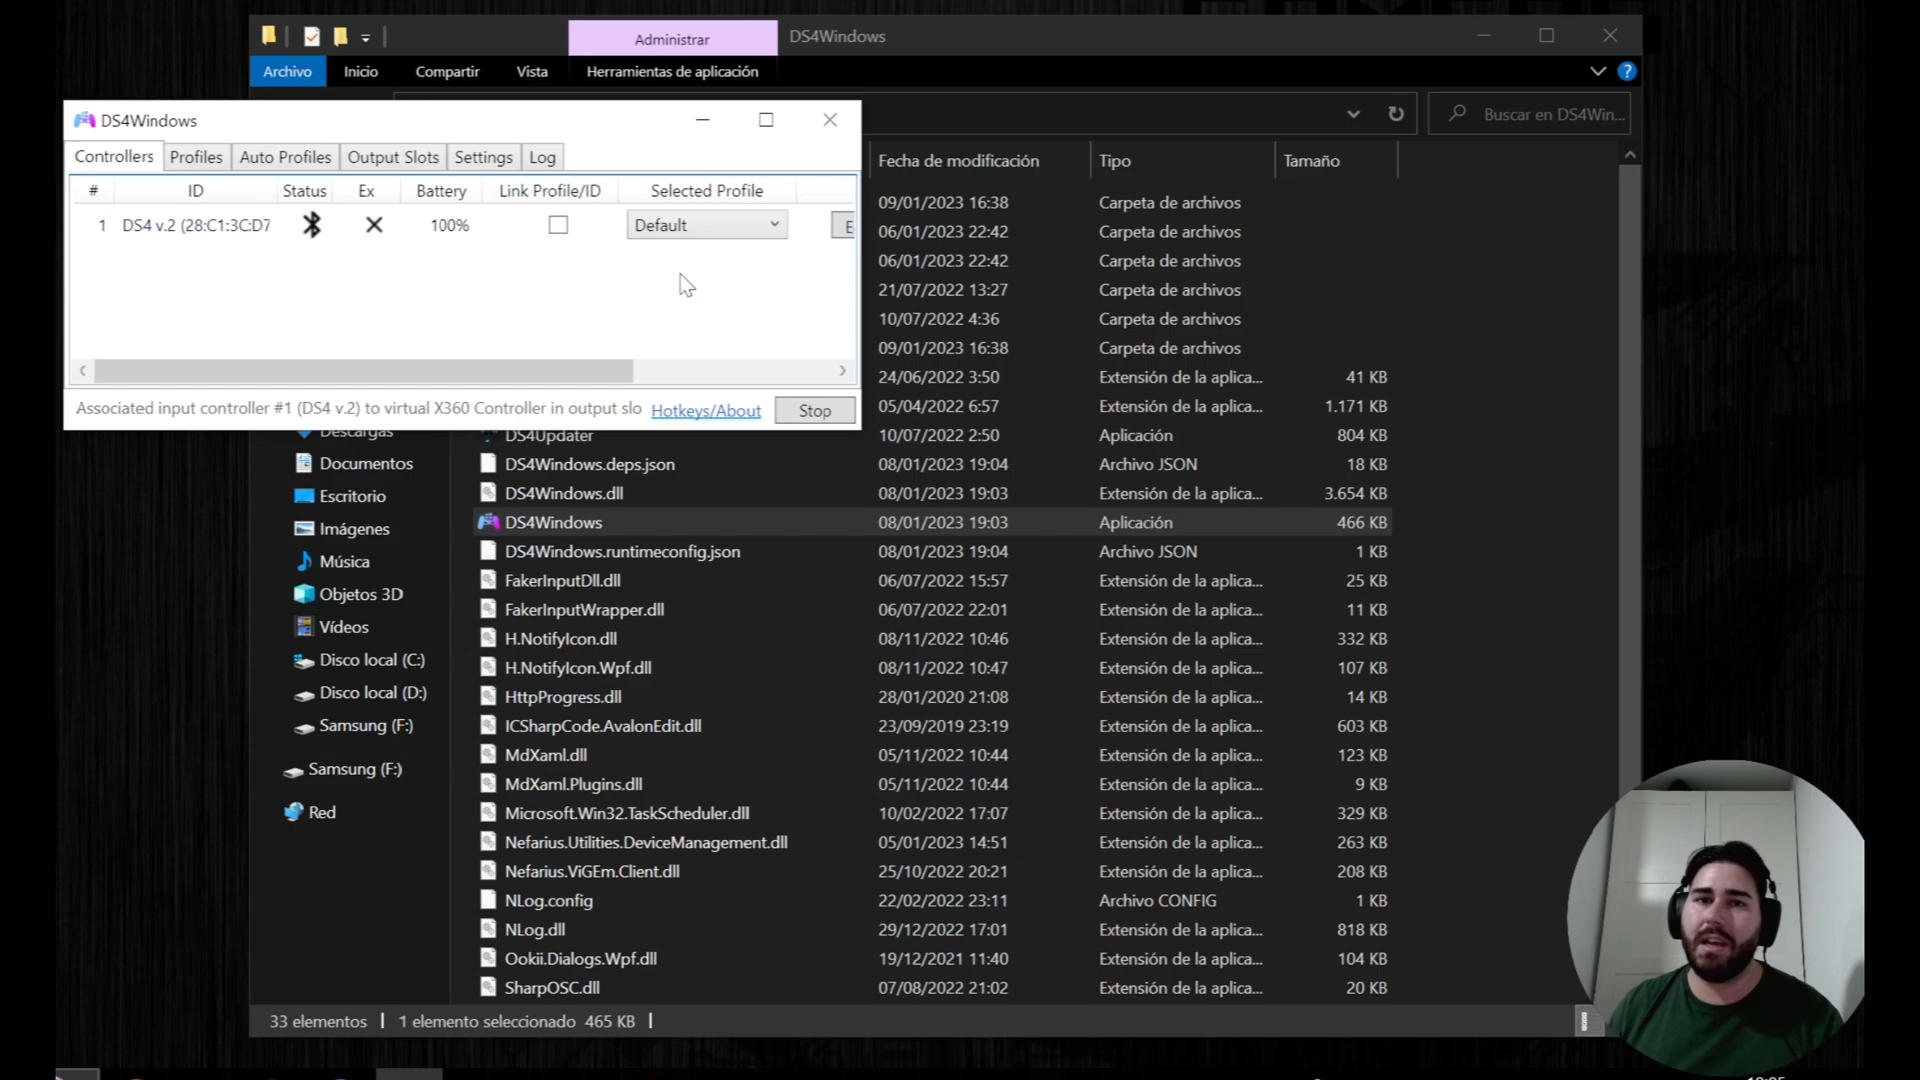 Administrar
DS4Windows
Archivo Inicio Compartir Vista Herramientas de aplicación
Buscar en DS4Win...
DS4Windows
Controllers Profiles Auto Profiles Output Slots Settings Log
# ID Status Ex Battery Link Profile/ID Selected Profile
1 DS4 v.2 (28:C1:3C:D7 100% Default E
Associated input controller #1 (DS4 v.2) to virtual X360 Controller in output slo Hotkeys/About Stop
Fecha de modificación Tipo Tamaño
09/01/2023 16:38 Carpeta de archivos
06/01/2023 22:42 Carpeta de archivos
06/01/2023 22:42 Carpeta de archivos
21/07/2022 13:27 Carpeta de archivos
10/07/2022 4:36 Carpeta de archivos
09/01/2023 16:38 Carpeta de archivos
24/06/2022 3:50 Extensión de la aplica... 41 KB
05/04/2022 6:57 Extensión de la aplica... 1.171 KB
Descargas
Documentos
Escritorio
Imágenes
Música
Objetos 3D
Vídeos
Disco local (C:)
Disco local (D:)
Samsung (F:)
Samsung (F:)
Red
DS4Updater 10/07/2022 2:50 Aplicación 804 KB
DS4Windows.deps.json 08/01/2023 19:04 Archivo JSON 18 KB
DS4Windows.dll 08/01/2023 19:03 Extensión de la aplica... 3.654 KB
DS4Windows 08/01/2023 19:03 Aplicación 466 KB
DS4Windows.runtimeconfig.json 08/01/2023 19:04 Archivo JSON 1 KB
FakerInputDll.dll 06/07/2022 15:57 Extensión de la aplica... 25 KB
FakerInputWrapper.dll 06/07/2022 22:01 Extensión de la aplica... 11 KB
H.NotifyIcon.dll 08/11/2022 10:46 Extensión de la aplica... 332 KB
H.NotifyIcon.Wpf.dll 08/11/2022 10:47 Extensión de la aplica... 107 KB
HttpProgress.dll 28/01/2020 21:08 Extensión de la aplica... 14 KB
ICSharpCode.AvalonEdit.dll 23/09/2019 23:19 Extensión de la aplica... 603 KB
MdXaml.dll 05/11/2022 10:44 Extensión de la aplica... 123 KB
MdXaml.Plugins.dll 05/11/2022 10:44 Extensión de la aplica... 9 KB
Microsoft.Win32.TaskScheduler.dll 10/02/2022 17:07 Extensión de la aplica... 329 KB
Nefarius.Utilities.DeviceManagement.dll 05/01/2023 14:51 Extensión de la aplica... 263 KB
Nefarius.ViGEm.Client.dll 25/10/2022 20:21 Extensión de la aplica... 208 KB
NLog.config 22/02/2022 23:11 Archivo CONFIG 1 KB
NLog.dll 29/12/2022 17:01 Extensión de la aplica... 818 KB
Ookii.Dialogs.Wpf.dll 19/12/2021 11:40 Extensión de la aplica... 104 KB
SharpOSC.dll 07/08/2022 21:02 Extensión de la aplica... 20 KB
33 elementos 1 elemento seleccionado 465 KB